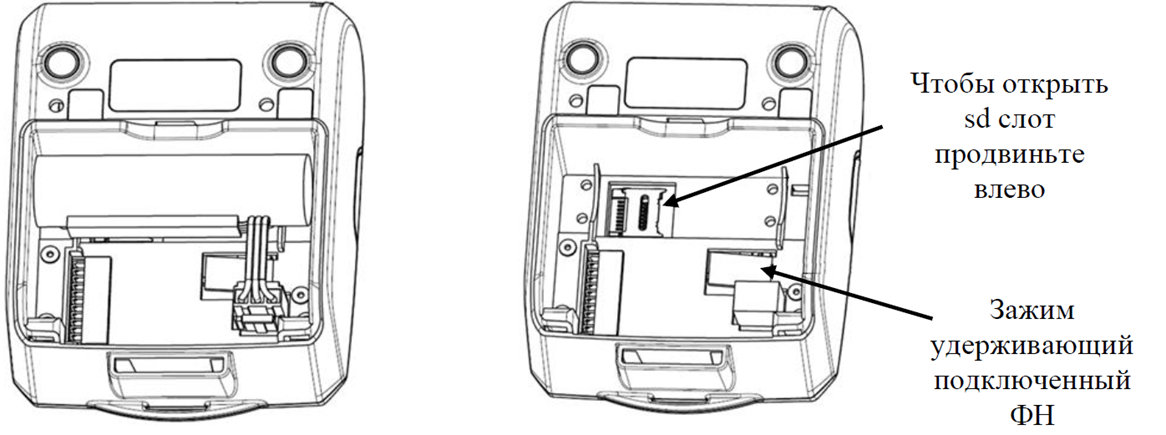 Чтобы открыть
sd слот
продвиньте
влево
Зажим
удерживающий
подключенный
ФН